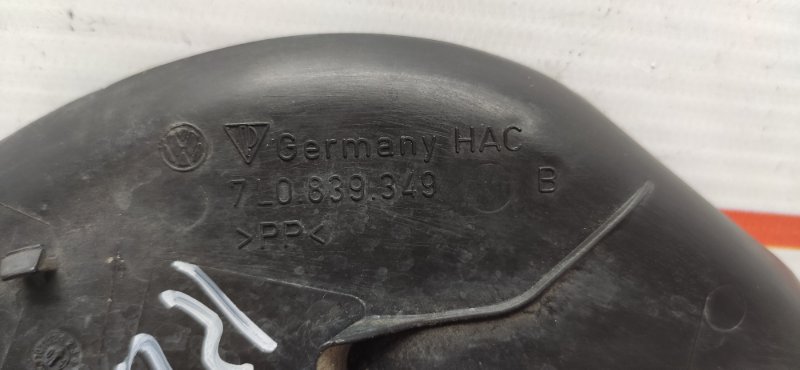 Germany HAC
7L0.839.349 B
>PP<